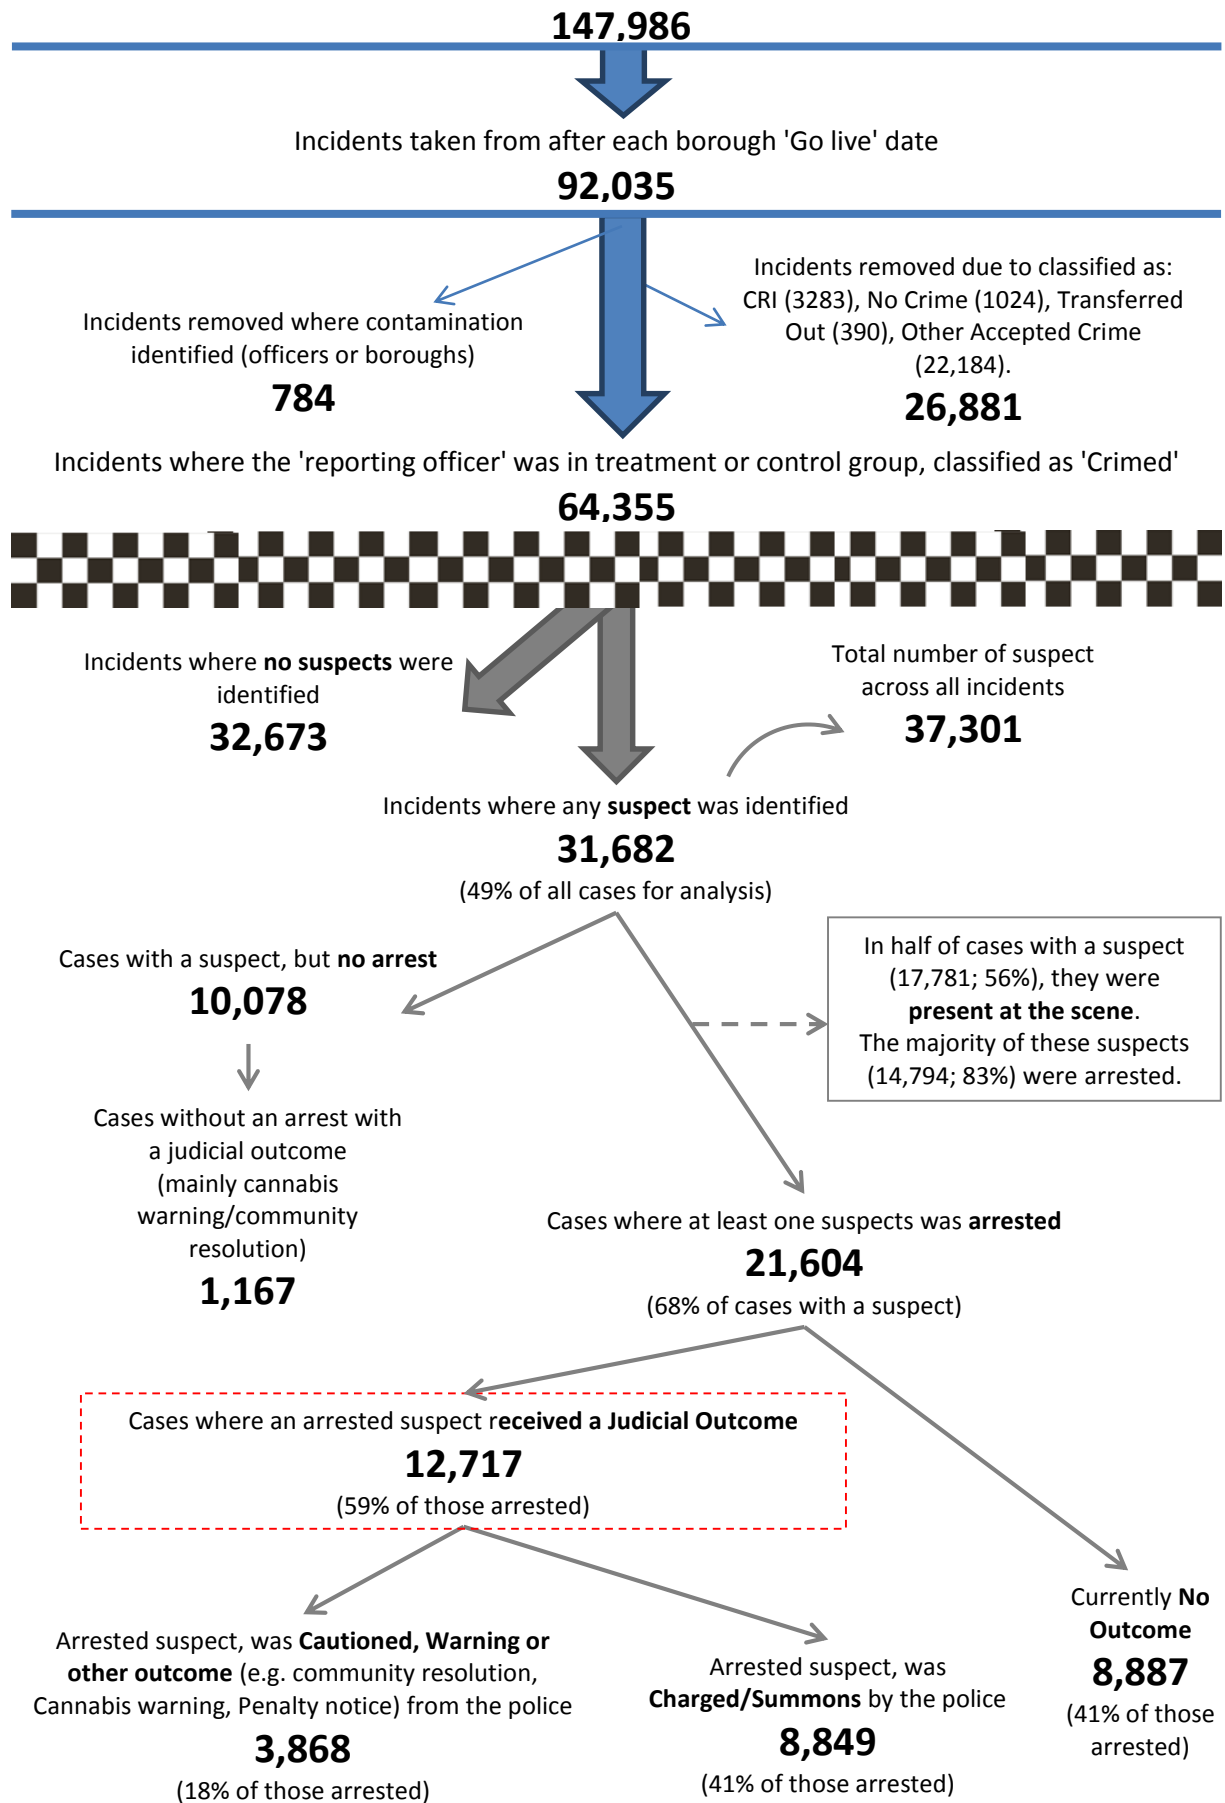 147,986
Incidents taken from after each borough 'Go live' date
92,035
Incidents removed where contamination
identified (officers or boroughs)
784
Incidents removed due to classified as:
CRI (3283), No Crime (1024), Transferred
Out (390), Other Accepted Crime
(22,184).
26,881
Incidents where the 'reporting officer' was in treatment or control group, classified as 'Crimed'
64,355
Incidents where no suspects were
identified
32,673
Total number of suspect
across all incidents
37,301
Incidents where any suspect was identified
31,682
(49% of all cases for analysis)
Cases with a suspect, but no arrest
10,078
In half of cases with a suspect
(17,781; 56%), they were
present at the scene.
The majority of these suspects
(14,794; 83%) were arrested.
Cases without an arrest with
a judicial outcome
(mainly cannabis
warning/community
resolution)
1,167
Cases where at least one suspects was arrested
21,604
(68% of cases with a suspect)
Cases where an arrested suspect received a Judicial Outcome
12,717
(59% of those arrested)
Arrested suspect, was Cautioned, Warning or
other outcome (e.g. community resolution,
Cannabis warning, Penalty notice) from the police
3,868
(18% of those arrested)
Arrested suspect, was
Charged/Summons by the police
8,849
(41% of those arrested)
Currently No
Outcome
8,887
(41% of those
arrested)